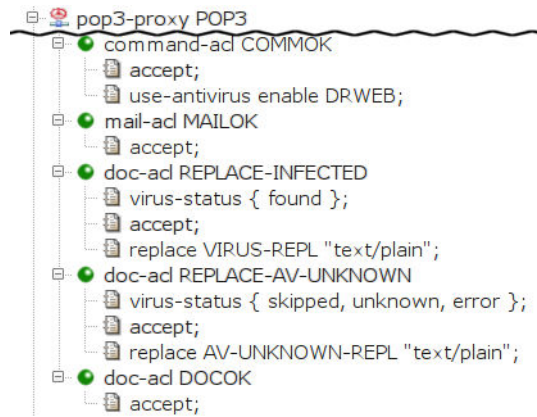 pop3-proxy POP3
command-acl COMMOK
accept;
use-antivirus enable DRWEB;
mail-acl MAILOK
accept;
doc-acl REPLACE-INFECTED
virus-status { found };
accept;
replace VIRUS-REPL "text/plain";
doc-acl REPLACE-AV-UNKNOWN
virus-status { skipped, unknown, error };
accept;
replace AV-UNKNOWN-REPL "text/plain";
doc-acl DOCOK
accept;